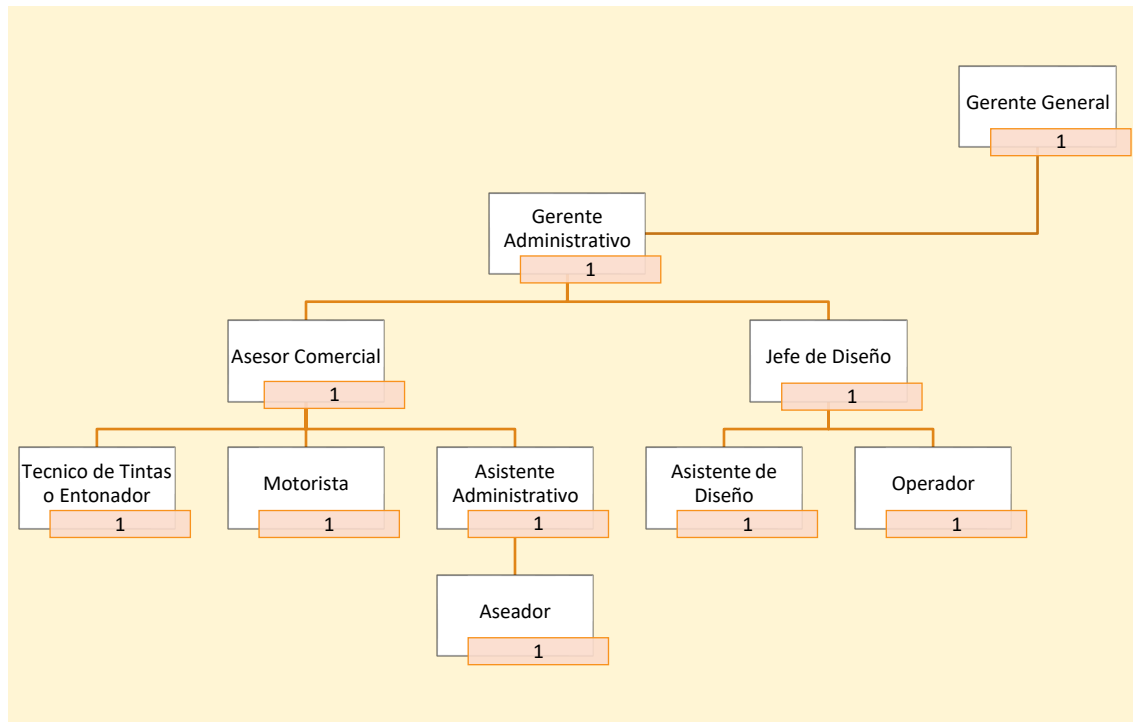 Gerente General
1
Gerente
Administrativo
1
Asesor Comercial
1
Jefe de Diseño
1
Tecnico de Tintas
o Entonador
1
Motorista
1
Asistente
Administrativo
1
Asistente de
Diseño
1
Operador
1
Aseador
1